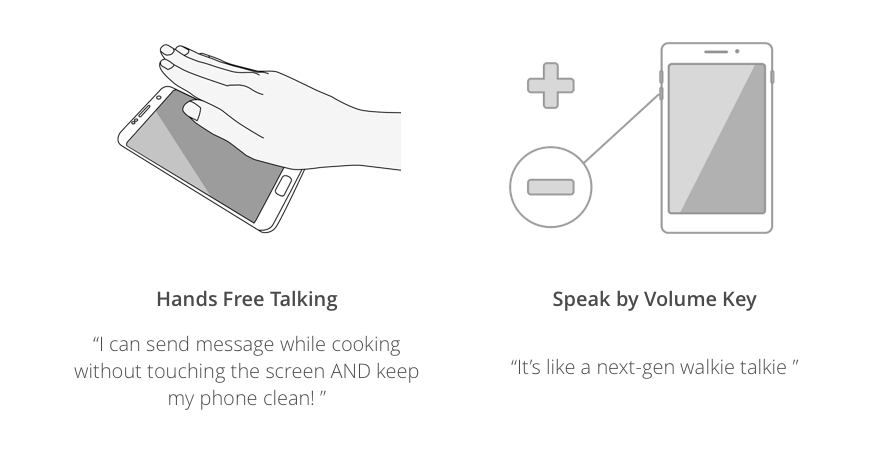 Hands Free Talking
“I can send message while cooking
without touching the screen AND keep
my phone clean! ”
Speak by Volume Key
“It’s like a next-gen walkie talkie ”